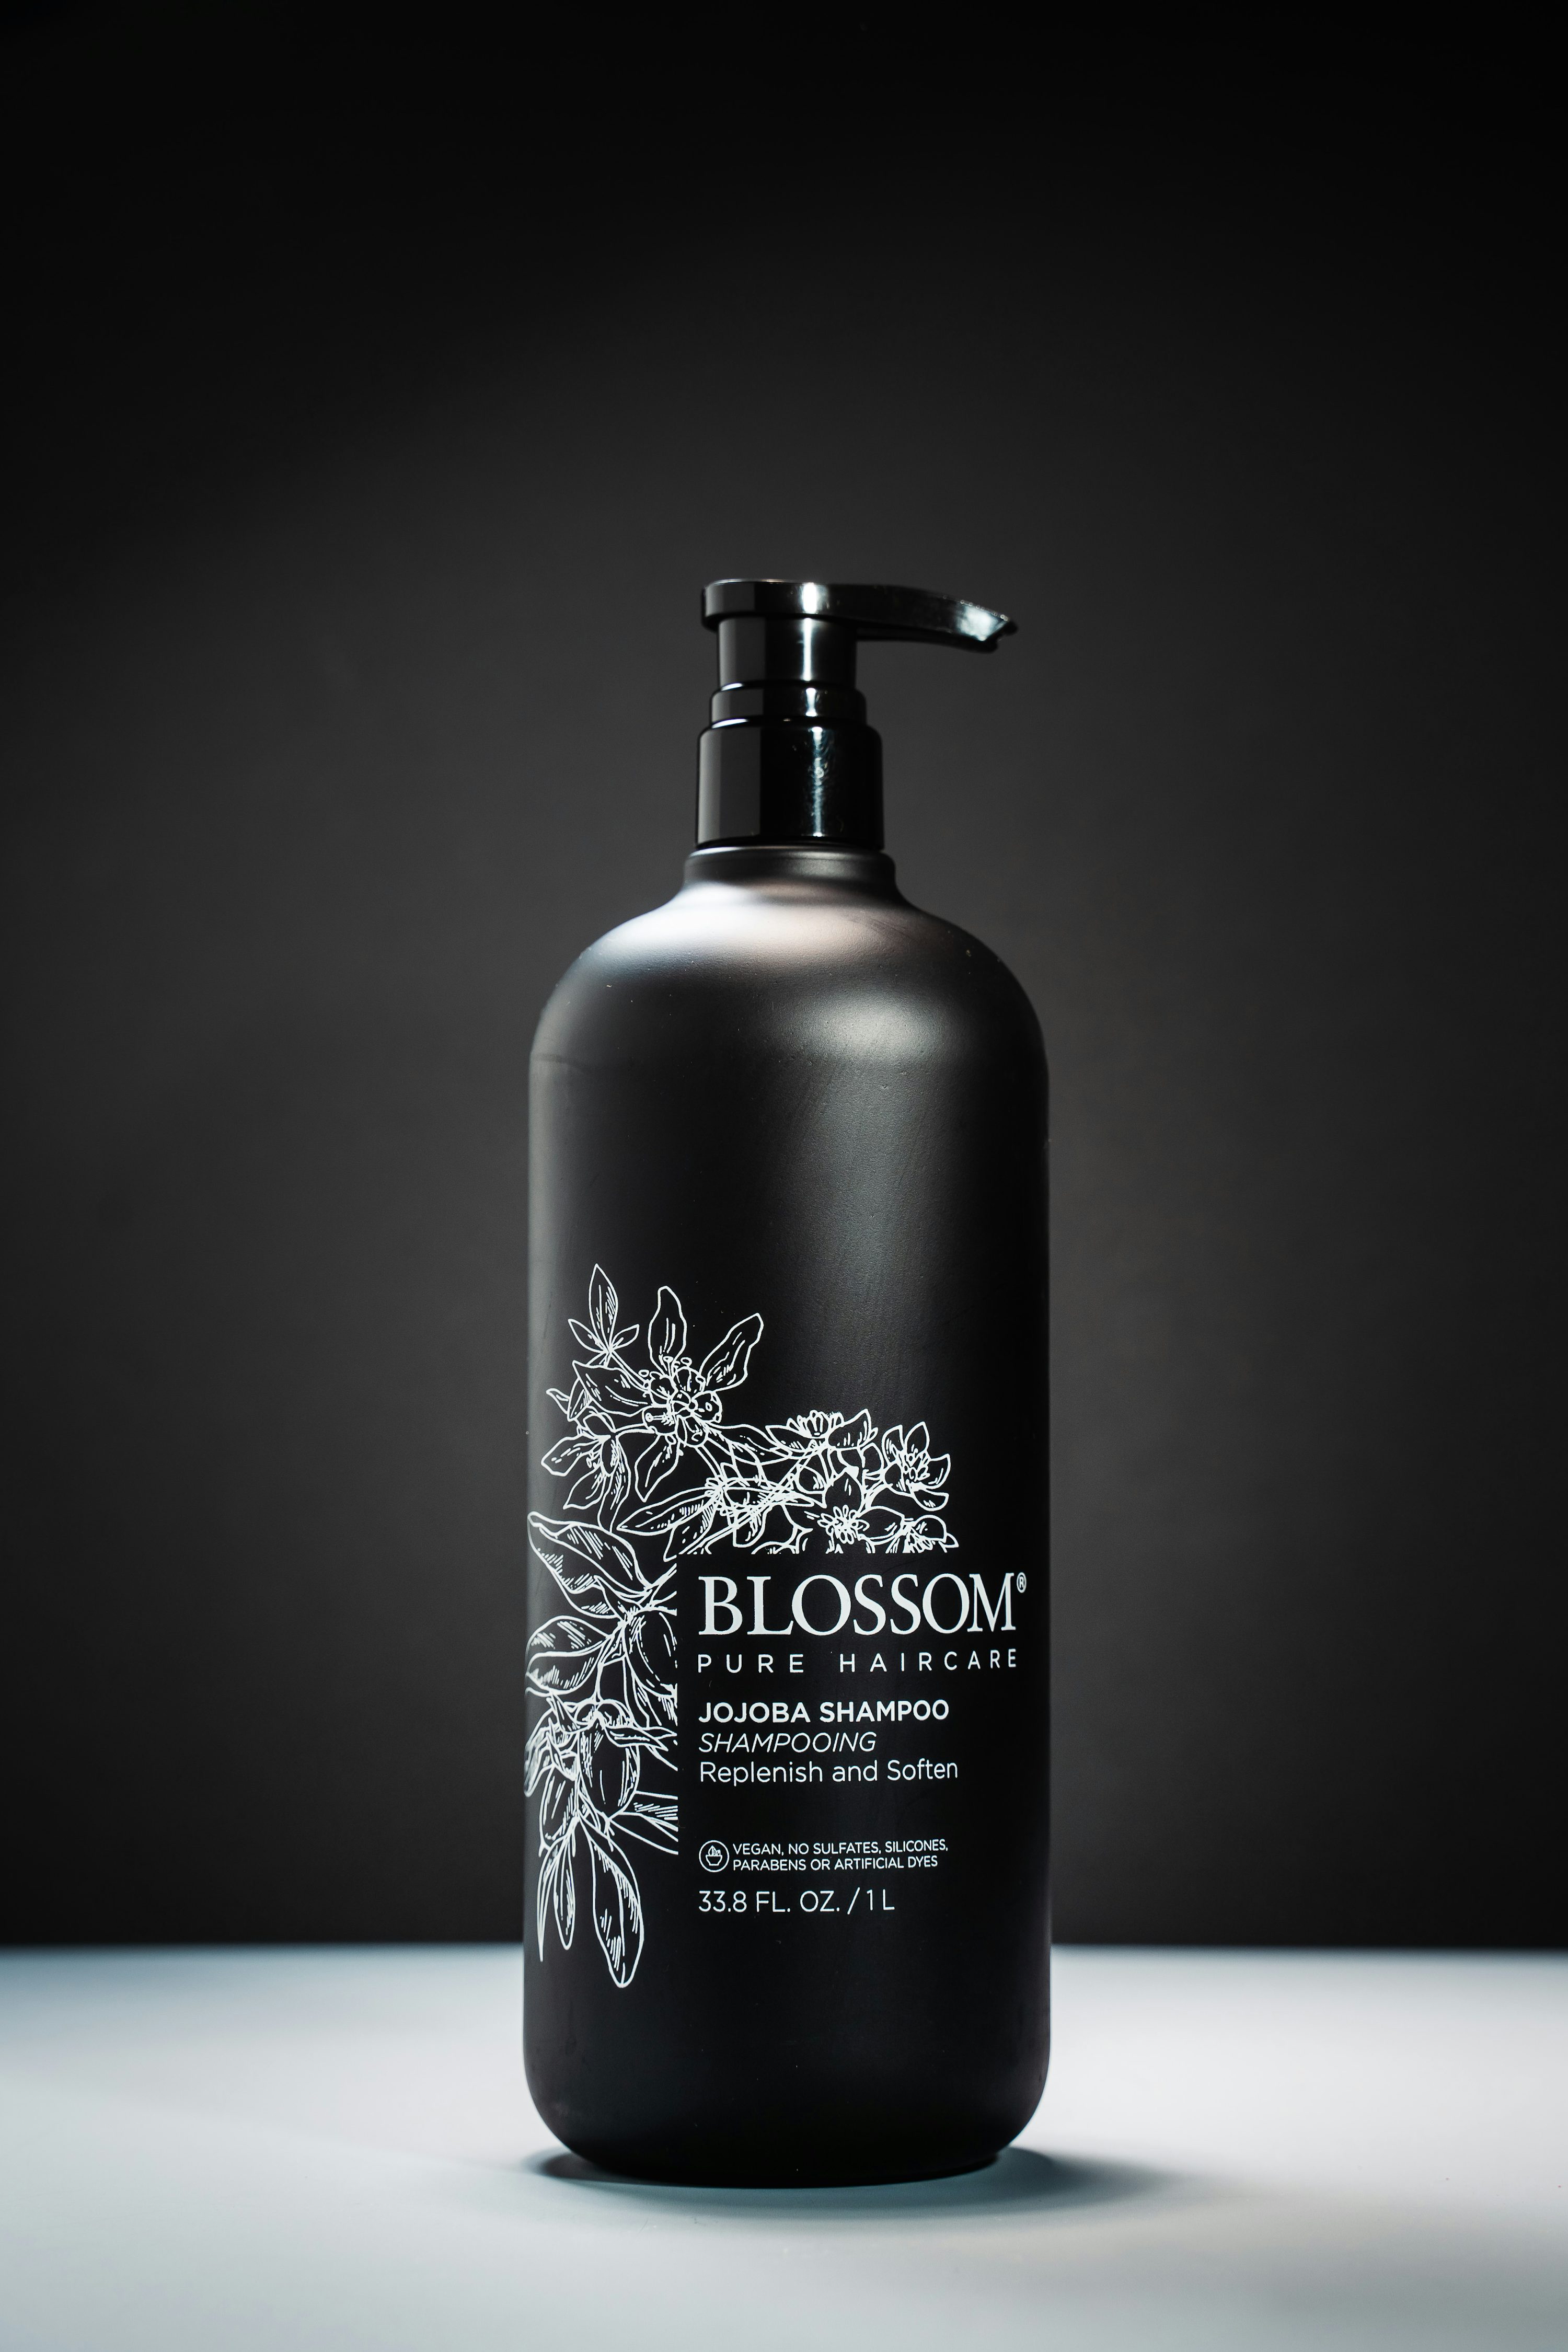 BLOSSOM®
PURE HAIRCARE
JOJOBA SHAMPOO
SHAMPOOING
Replenish and Soften
VEGAN, NO SULFATES, SILICONES,
PARABENS OR ARTIFICIAL DYES
33.8 FL. OZ. / 1 L